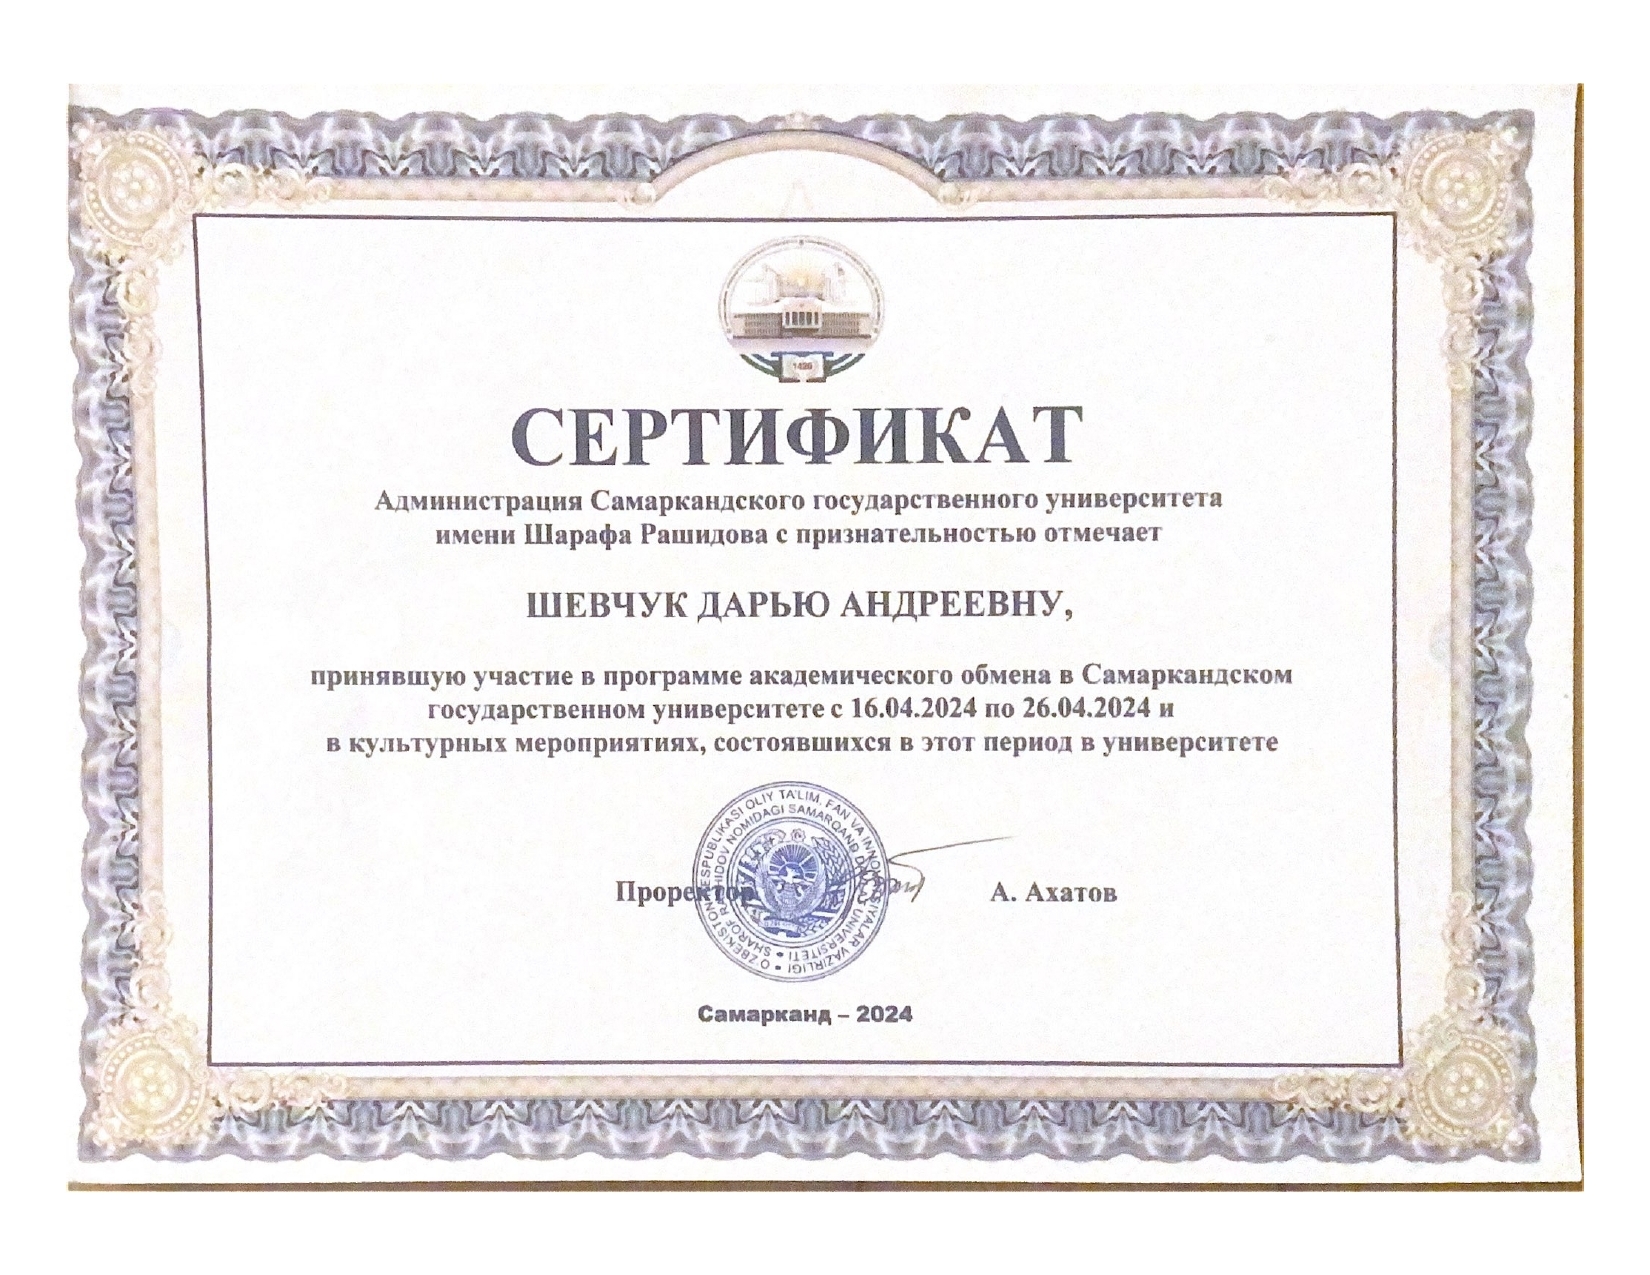 1420
СЕРТИФИКАТ
Администрация Самаркандского государственного университета
имени Шарафа Рашидова с признательностью отмечает
ШЕВЧУК ДАРЬЮ АНДРЕЕВНУ,
принявшую участие в программе академического обмена в Самаркандском
государственном университете с 16.04.2024 по 26.04.2024 и
в культурных мероприятиях, состоявшихся в этот период в университете
O'ZBEKISTON RESPUBLIKASI OLIY TA'LIM, FAN VA INNOVATSIYALAR VAZIRLIGI
SHAROF RASHIDOV NOMIDAGI SAMARQAND DAVLAT UNIVERSITETI
Проректор А. Ахатов
Самарканд – 2024